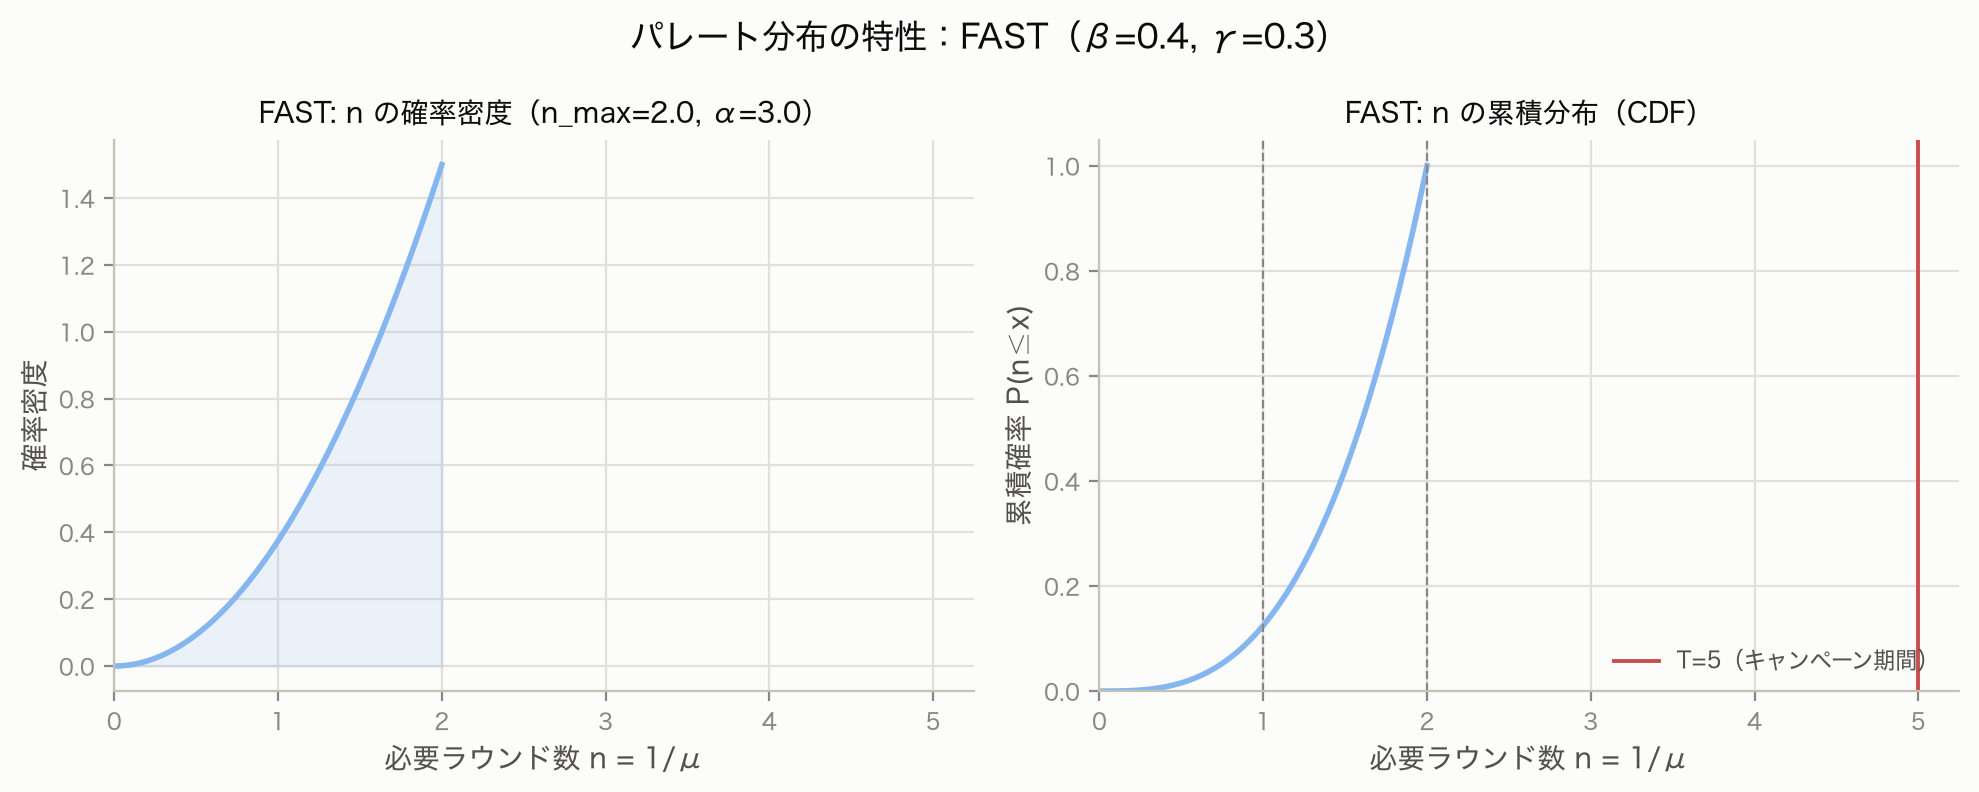 パレート分布の特性：FAST（β=0.4, γ=0.3）
FAST: n の確率密度（n_max=2.0, α=3.0）
確率密度
1.4
1.2
1.0
0.8
0.6
0.4
0.2
0.0
0 1 2 3 4 5
必要ラウンド数 n = 1/μ
FAST: n の累積分布（CDF）
累積確率 P(n≤x)
1.0
0.8
0.6
0.4
0.2
0.0
T=5（キャンペーン期間）
0 1 2 3 4 5
必要ラウンド数 n = 1/μ